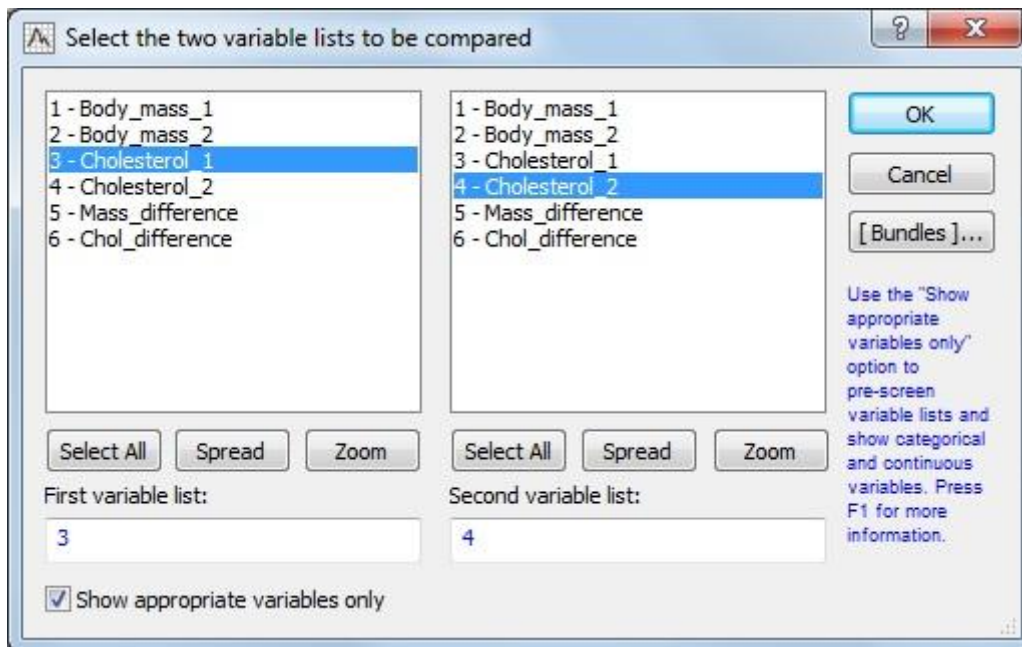 Select the two variable lists to be compared
1 - Body_mass_1
2 - Body_mass_2
3 - Cholesterol_1
4 - Cholesterol_2
5 - Mass_difference
6 - Chol_difference
1 - Body_mass_1
2 - Body_mass_2
3 - Cholesterol_1
4 - Cholesterol_2
5 - Mass_difference
6 - Chol_difference
OK
Cancel
[ Bundles ]...
Use the "Show
appropriate
variables only"
option to
pre-screen
variable lists and
show categorical
and continuous
variables. Press
F1 for more
information.
Select All
Spread
Zoom
Select All
Spread
Zoom
First variable list:
Second variable list:
3
4
Show appropriate variables only